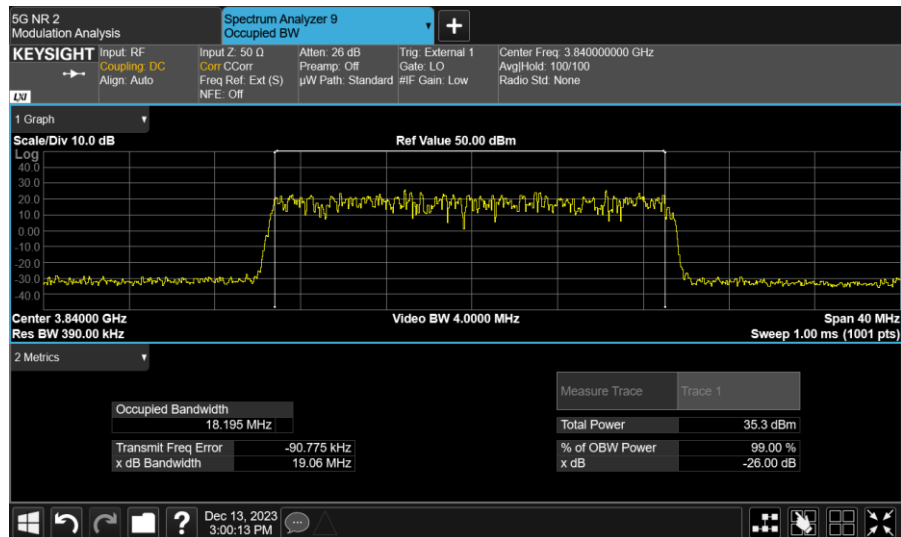 5G NR 2
Modulation Analysis
Spectrum Analyzer 9
Occupied BW
+
KEYSIGHT
LXI
Input: RF
Coupling: DC
Align: Auto
Input Z: 50 Ω
Corr CCorr
Freq Ref: Ext (S)
NFE: Off
Atten: 26 dB
Preamp: Off
µW Path: Standard
Trig: External 1
Gate: LO
#IF Gain: Low
Center Freq: 3.840000000 GHz
Avg|Hold: 100/100
Radio Std: None
1 Graph
Scale/Div 10.0 dB
Ref Value 50.00 dBm
Log
40.0
30.0
20.0
10.0
0.00
-10.0
-20.0
-30.0
-40.0
Center 3.84000 GHz
Video BW 4.0000 MHz
Span 40 MHz
Res BW 390.00 kHz
Sweep 1.00 ms (1001 pts)
2 Metrics
Measure Trace Trace 1
Occupied Bandwidth
18.195 MHz
Total Power 35.3 dBm
Transmit Freq Error -90.775 kHz
% of OBW Power 99.00 %
x dB Bandwidth 19.06 MHz
x dB -26.00 dB
?
Dec 13, 2023
3:00:13 PM